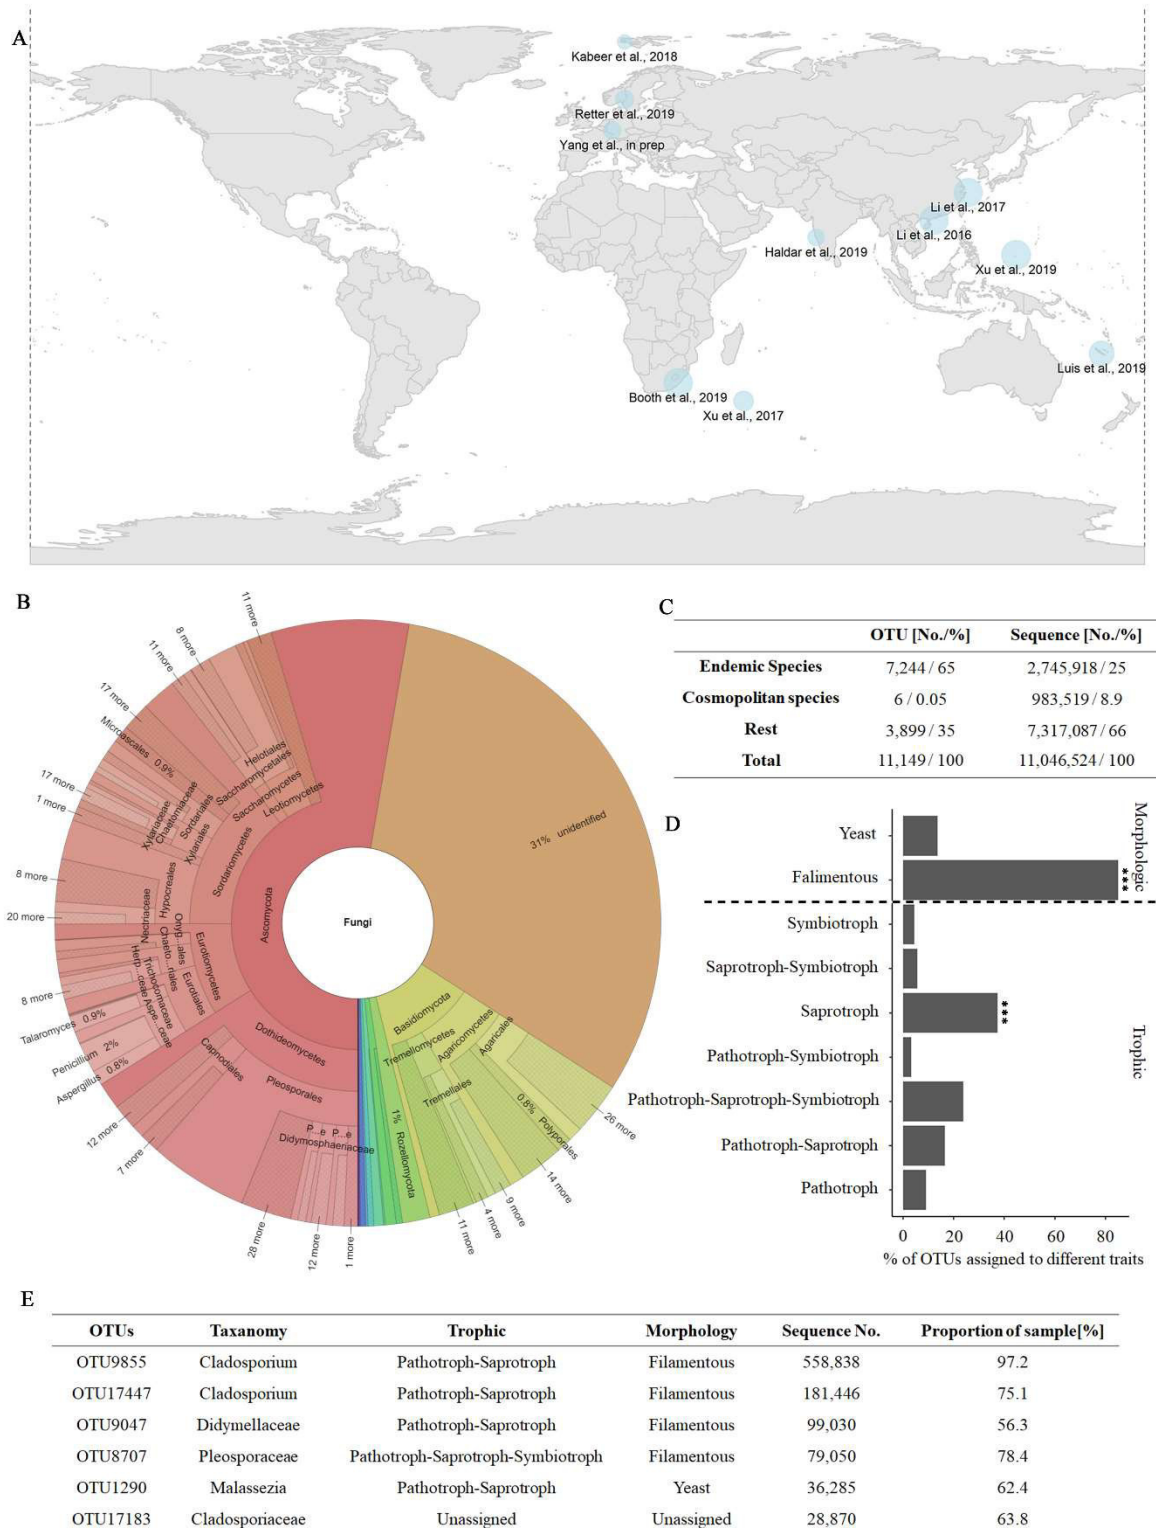 A
Kabeer et al., 2018
Retter et al., 2019
Yang et al., in prep
Li et al., 2017
Li et al., 2016
Haldar et al., 2019
Xu et al., 2019
Luis et al., 2019
Booth et al., 2019
Xu et al., 2017
B
11 more
8 more
11 more
17 more
Microascales 0.9%
17 more
1 more
8 more
20 more
8 more
Talaromyces 0.9%
Penicillium 2%
Aspergillus 0.8%
12 more
7 more
28 more
12 more
1 more
11 more
4 more
9 more
14 more
26 more
Helotiales
Saccharomycetales
Saccharomycetes
Leotiomycetes
Xylariaceae
Chaetomiaceae
Sordariales
Xylariales
Sordariomycetes
Hypocreales
Nectriaceae
Onyg...ales
Chaeto...riales
Herp...ceae
Trichocomaceae
Aspe...ceae
Eurotiales
Eurotiomycetes
Ascomycota
Fungi
Dothideomycetes
Capnodiales
Pleosporales
P...e P...e
Didymosphaeriaceae
1% Rozellomycota
Basidiomycota
Tremellomycetes
Tremellales
Agaricomycetes
Agaricales
0.8% Polyporales
31% unidentified
C
OTU [No./%] Sequence [No./%]
Endemic Species 7,244 / 65 2,745,918 / 25
Cosmopolitan species 6 / 0.05 983,519 / 8.9
Rest 3,899 / 35 7,317,087 / 66
Total 11,149 / 100 11,046,524 / 100
D
Yeast
Falimentous ***
Symbiotroph
Saprotroph-Symbiotroph
Saprotroph ***
Pathotroph-Symbiotroph
Pathotroph-Saprotroph-Symbiotroph
Pathotroph-Saprotroph
Pathotroph
Morphologic
Trophic
0 20 40 60 80
% of OTUs assigned to different traits
E
OTUs Taxanomy Trophic Morphology Sequence No. Proportion of sample[%]
OTU9855 Cladosporium Pathotroph-Saprotroph Filamentous 558,838 97.2
OTU17447 Cladosporium Pathotroph-Saprotroph Filamentous 181,446 75.1
OTU9047 Didymellaceae Pathotroph-Saprotroph Filamentous 99,030 56.3
OTU8707 Pleosporaceae Pathotroph-Saprotroph-Symbiotroph Filamentous 79,050 78.4
OTU1290 Malassezia Pathotroph-Saprotroph Yeast 36,285 62.4
OTU17183 Cladosporiaceae Unassigned Unassigned 28,870 63.8